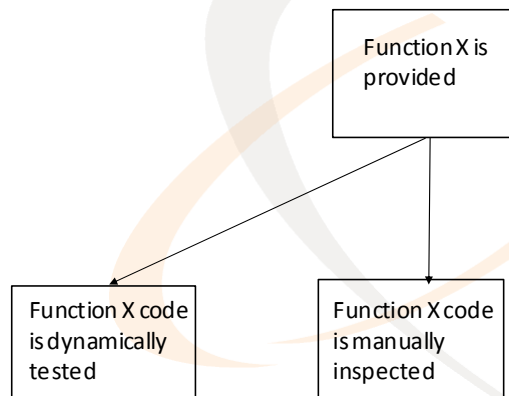 Function X is
provided
Function X code
is dynamically
tested
Function X code
is manually
inspected